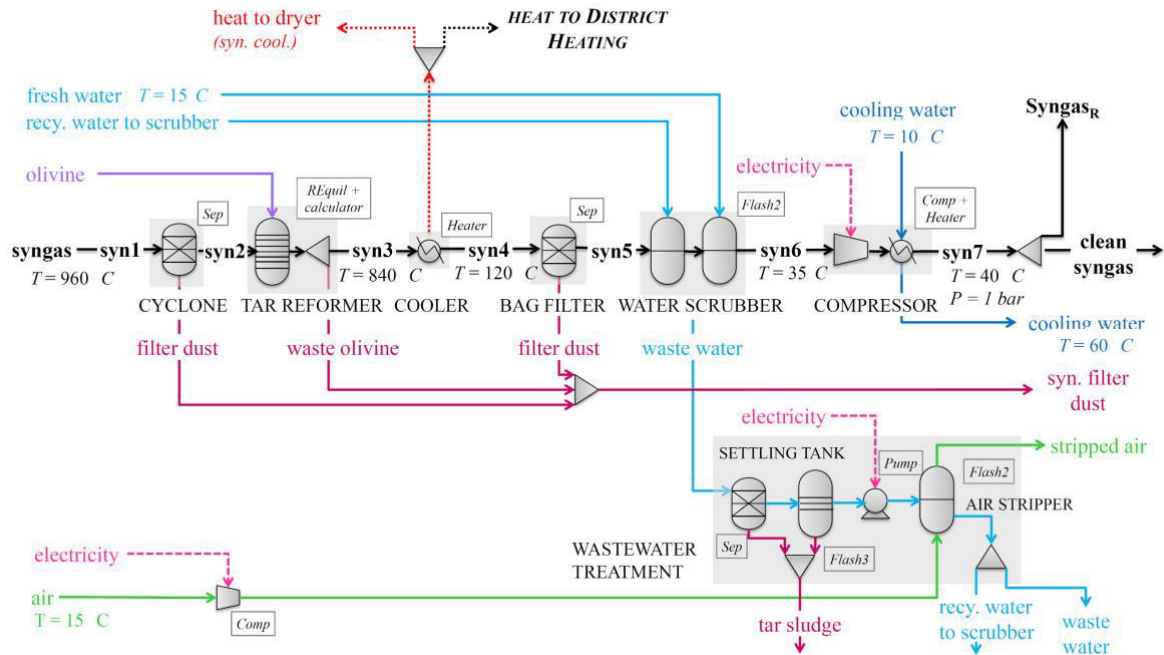 heat to dryer
(syn. cool.)
HEAT TO DISTRICT
HEATING
fresh water T = 15 C
recy. water to scrubber
cooling water
T = 10 C
Syngas_R
electricity
olivine
Sep
REquil +
calculator
Heater
Sep
Flash2
Comp +
Heater
syngas syn1 syn2 syn3 syn4 syn5 syn6 syn7 clean
syngas
T = 960 C
T = 840 C
T = 120 C
T = 35 C
T = 40 C
P = 1 bar
CYCLONE TAR REFORMER COOLER BAG FILTER WATER SCRUBBER COMPRESSOR
filter dust waste olivine filter dust waste water
cooling water
T = 60 C
syn. filter
dust
electricity
SETTLING TANK
Pump
Flash2
stripped air
AIR STRIPPER
Sep
Flash3
WASTEWATER
TREATMENT
electricity
air
T = 15 C
Comp
tar sludge
recy. water
to scrubber
waste
water